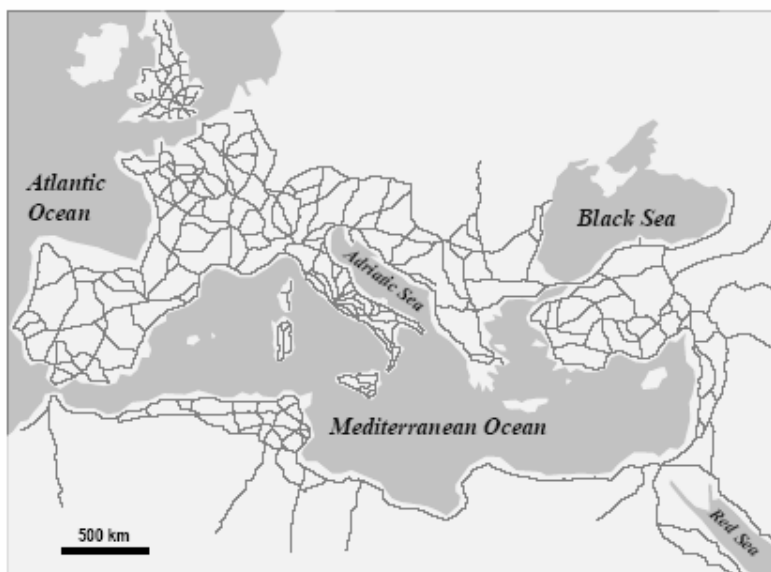 Atlantic
Ocean
Black Sea
Adriatic Sea
Mediterranean Ocean
500 km
Red Sea